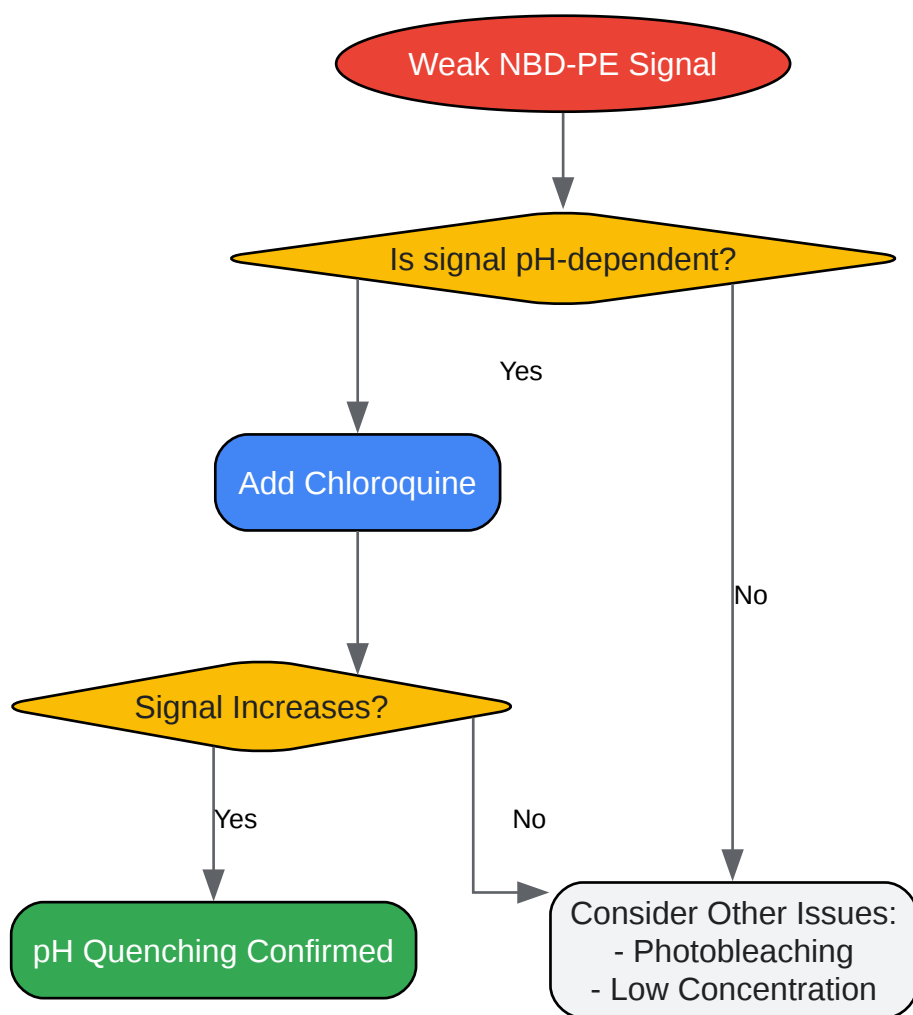 Weak NBD-PE Signal
Is signal pH-dependent?
Yes
Add Chloroquine
No
Signal Increases?
Yes
No
pH Quenching Confirmed
Consider Other Issues:
- Photobleaching
- Low Concentration